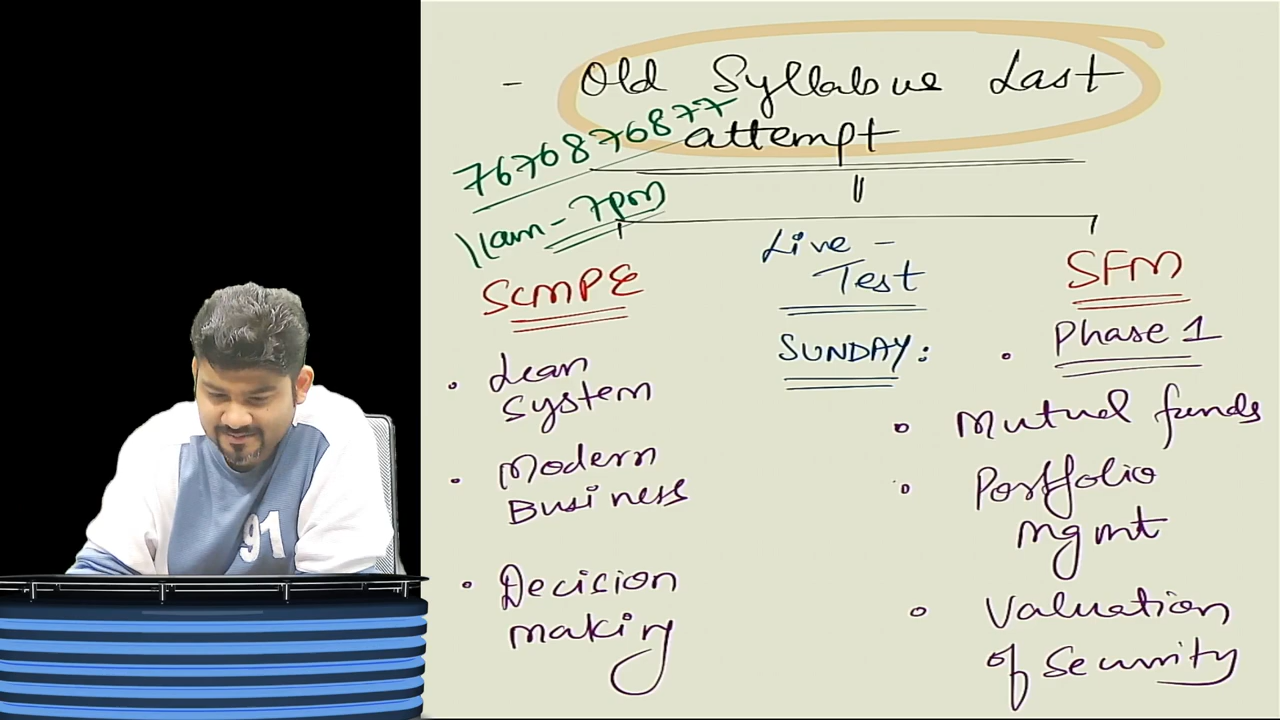 - Old Syllabus Last
attempt
7676876877
11am - 7pm
SCMPE
• Lean
System
• Modern
Business
• Decision
making
Live -
Test
SUNDAY:
SFM
• Phase 1
• Mutual funds
• Portfolio
mgmt
• Valuation
of Security
91